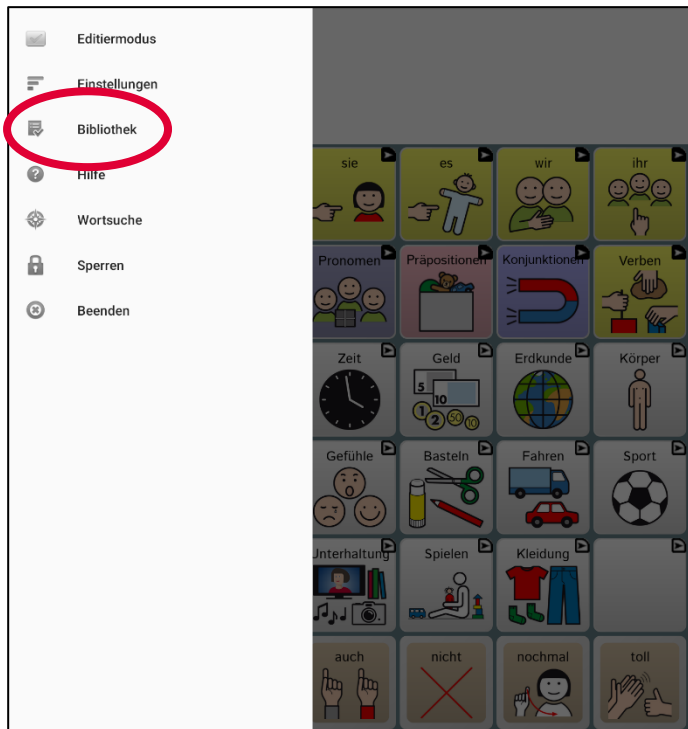 Editiermodus
Einstellungen
Bibliothek
Hilfe
Wortsuche
Sperren
Beenden
sie es wir ihr
Pronomen Präpositionen Konjunktionen Verben
Zeit Geld Erdkunde Körper
5
10
1 2 50 10
Gefühle Basteln Fahren Sport
Unterhaltung Spielen Kleidung
auch nicht nochmal toll